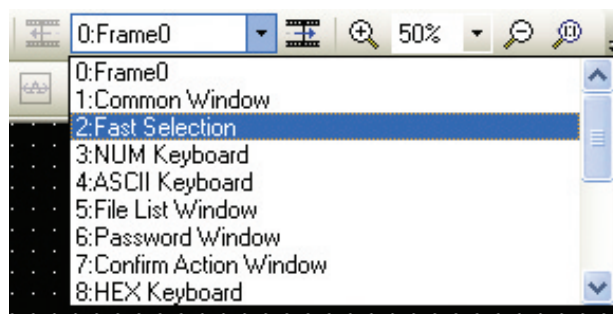 0:Frame0 50%
0:Frame0
1:Common Window
2:Fast Selection
3:NUM Keyboard
4:ASCII Keyboard
5:File List Window
6:Password Window
7:Confirm Action Window
8:HEX Keyboard